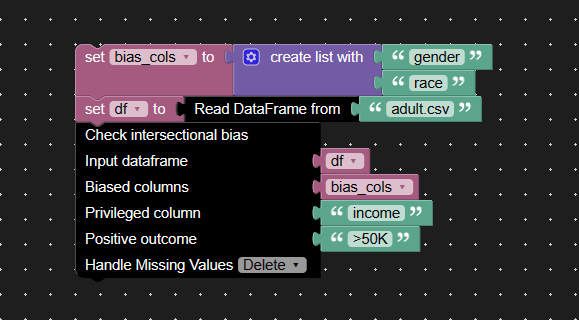 set bias_cols to create list with “ gender ”
“ race ”
set df to Read DataFrame from “ adult.csv ”
Check intersectional bias
Input dataframe df
Biased columns bias_cols
Privileged column “ income ”
Positive outcome “ >50K ”
Handle Missing Values Delete